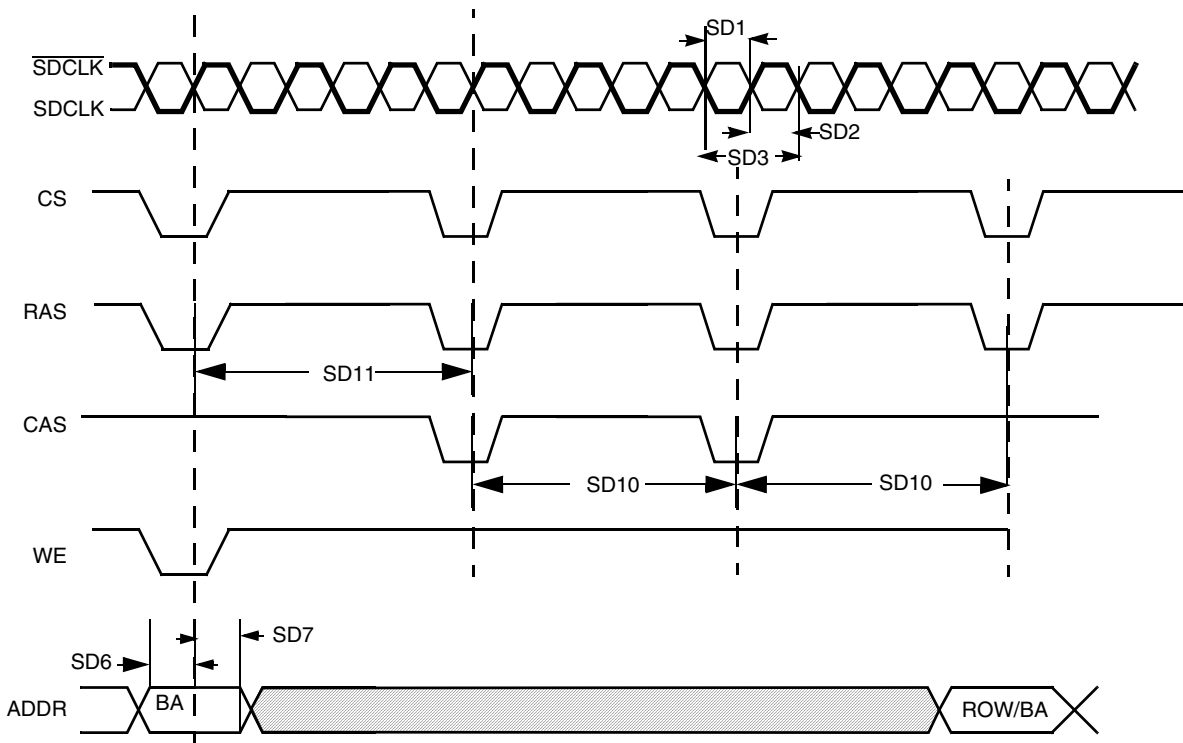 SD1
SDCLK
SDCLK
SD2
SD3
CS
RAS
SD11
CAS
SD10
SD10
WE
SD7
SD6
BA
ADDR
ROW/BA